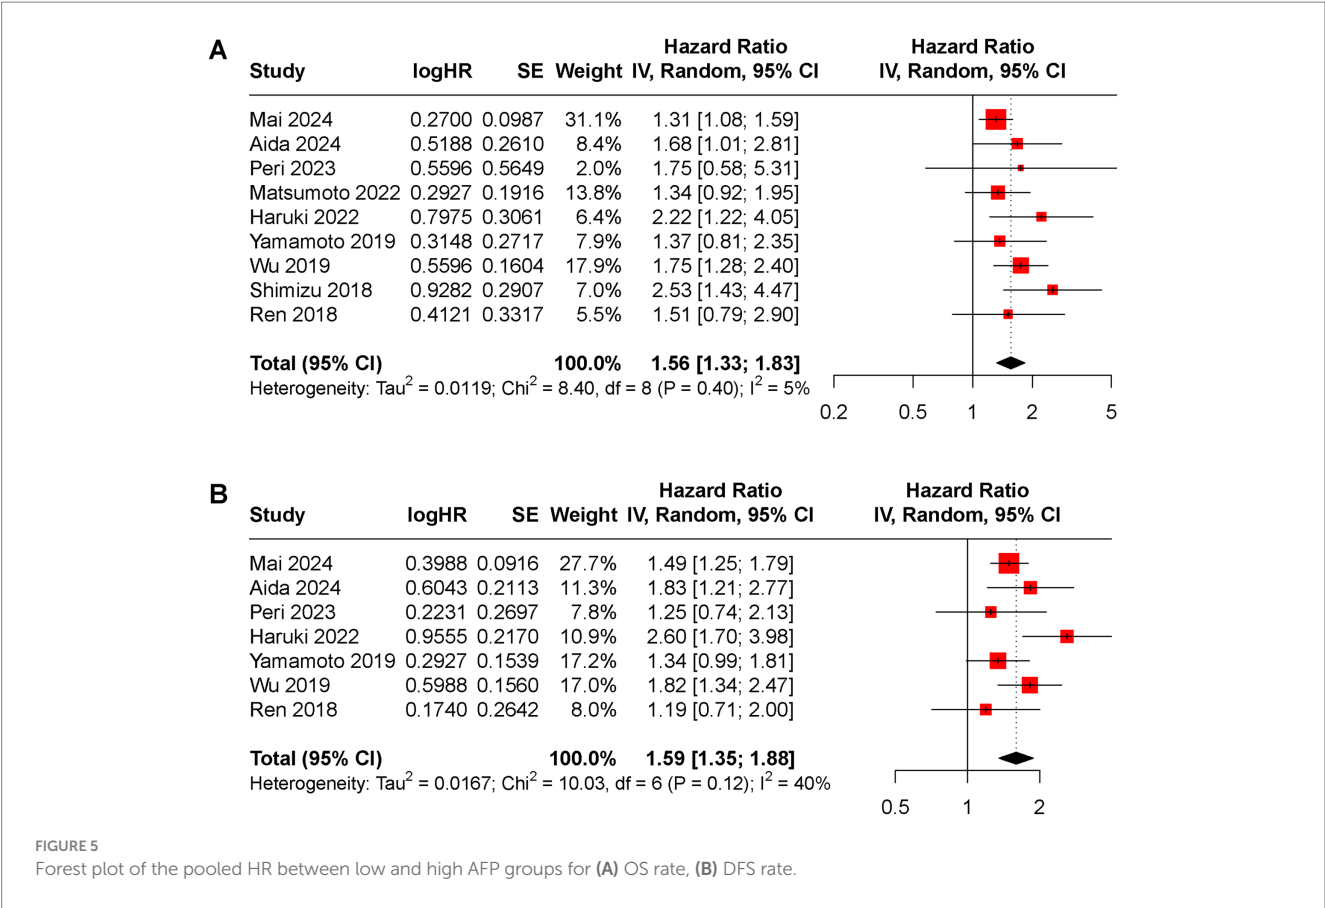 A
Hazard Ratio Hazard Ratio
Study logHR SE Weight IV, Random, 95% CI IV, Random, 95% CI
Mai 2024 0.2700 0.0987 31.1% 1.31 [1.08; 1.59]
Aida 2024 0.5188 0.2610 8.4% 1.68 [1.01; 2.81]
Peri 2023 0.5596 0.5649 2.0% 1.75 [0.58; 5.31]
Matsumoto 2022 0.2927 0.1916 13.8% 1.34 [0.92; 1.95]
Haruki 2022 0.7975 0.3061 6.4% 2.22 [1.22; 4.05]
Yamamoto 2019 0.3148 0.2717 7.9% 1.37 [0.81; 2.35]
Wu 2019 0.5596 0.1604 17.9% 1.75 [1.28; 2.40]
Shimizu 2018 0.9282 0.2907 7.0% 2.53 [1.43; 4.47]
Ren 2018 0.4121 0.3317 5.5% 1.51 [0.79; 2.90]
Total (95% CI) 100.0% 1.56 [1.33; 1.83]
Heterogeneity: Tau² = 0.0119; Chi² = 8.40, df = 8 (P = 0.40); I² = 5%
0.2 0.5 1 2 5
B
Hazard Ratio Hazard Ratio
Study logHR SE Weight IV, Random, 95% CI IV, Random, 95% CI
Mai 2024 0.3988 0.0916 27.7% 1.49 [1.25; 1.79]
Aida 2024 0.6043 0.2113 11.3% 1.83 [1.21; 2.77]
Peri 2023 0.2231 0.2697 7.8% 1.25 [0.74; 2.13]
Haruki 2022 0.9555 0.2170 10.9% 2.60 [1.70; 3.98]
Yamamoto 2019 0.2927 0.1539 17.2% 1.34 [0.99; 1.81]
Wu 2019 0.5988 0.1560 17.0% 1.82 [1.34; 2.47]
Ren 2018 0.1740 0.2642 8.0% 1.19 [0.71; 2.00]
Total (95% CI) 100.0% 1.59 [1.35; 1.88]
Heterogeneity: Tau² = 0.0167; Chi² = 10.03, df = 6 (P = 0.12); I² = 40%
0.5 1 2
FIGURE 5
Forest plot of the pooled HR between low and high AFP groups for (A) OS rate, (B) DFS rate.